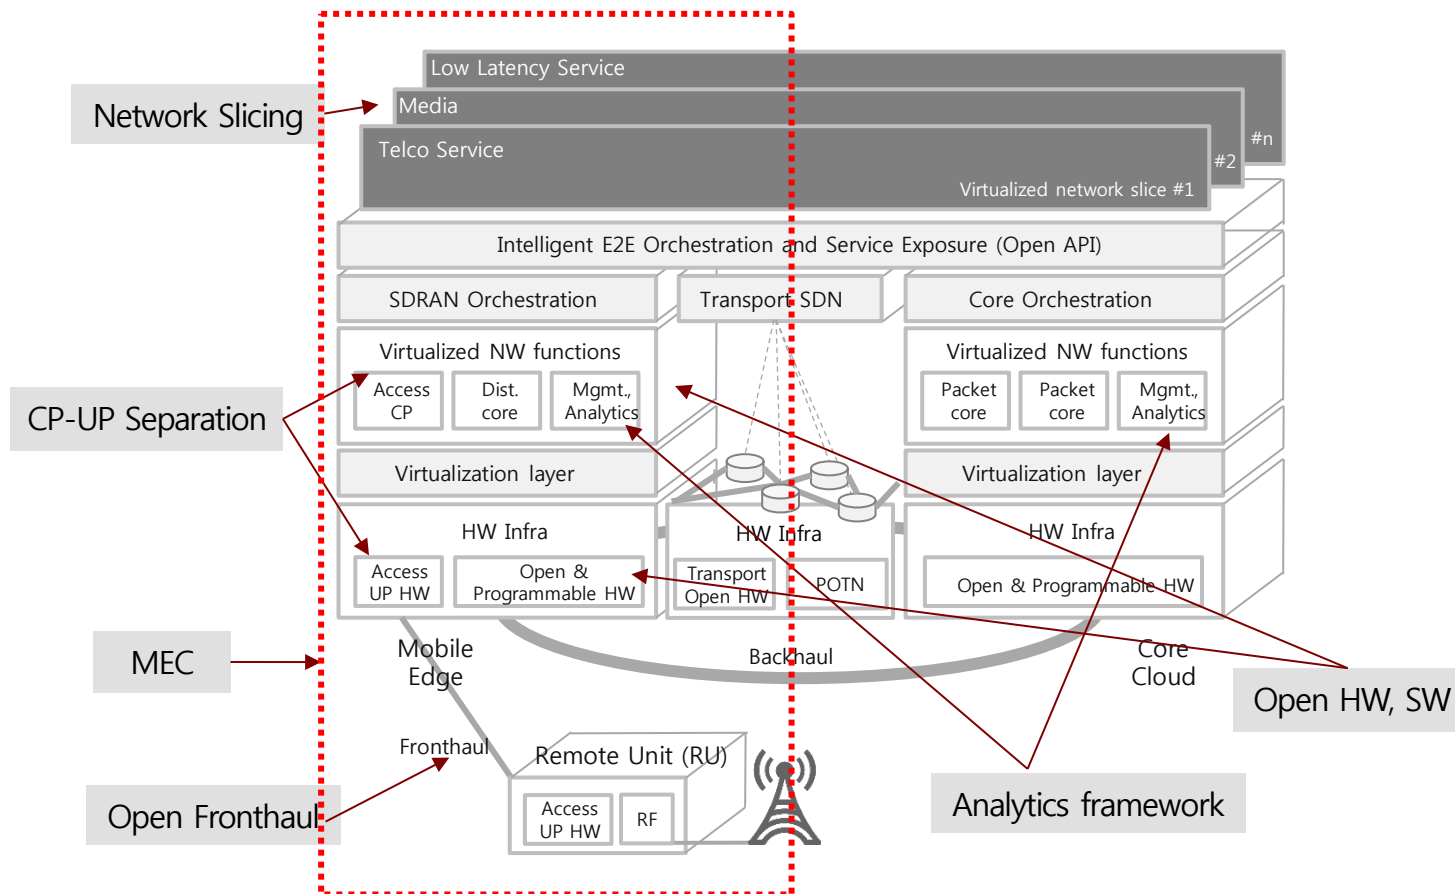 Low Latency Service
#n
Media
#2
Telco Service
Virtualized network slice #1
Network Slicing
Intelligent E2E Orchestration and Service Exposure (Open API)
SDRAN Orchestration
Transport SDN
Core Orchestration
Virtualized NW functions
Access
CP
Dist.
core
Mgmt.,
Analytics
Virtualized NW functions
Packet
core
Packet
core
Mgmt.,
Analytics
CP-UP Separation
Virtualization layer
Virtualization layer
HW Infra
Access
UP HW
Open &
Programmable HW
HW Infra
Transport
Open HW
POTN
HW Infra
Open & Programmable HW
MEC
Mobile
Edge
Backhaul
Core
Cloud
Open HW, SW
Fronthaul
Remote Unit (RU)
Access
UP HW
RF
Open Fronthaul
Analytics framework